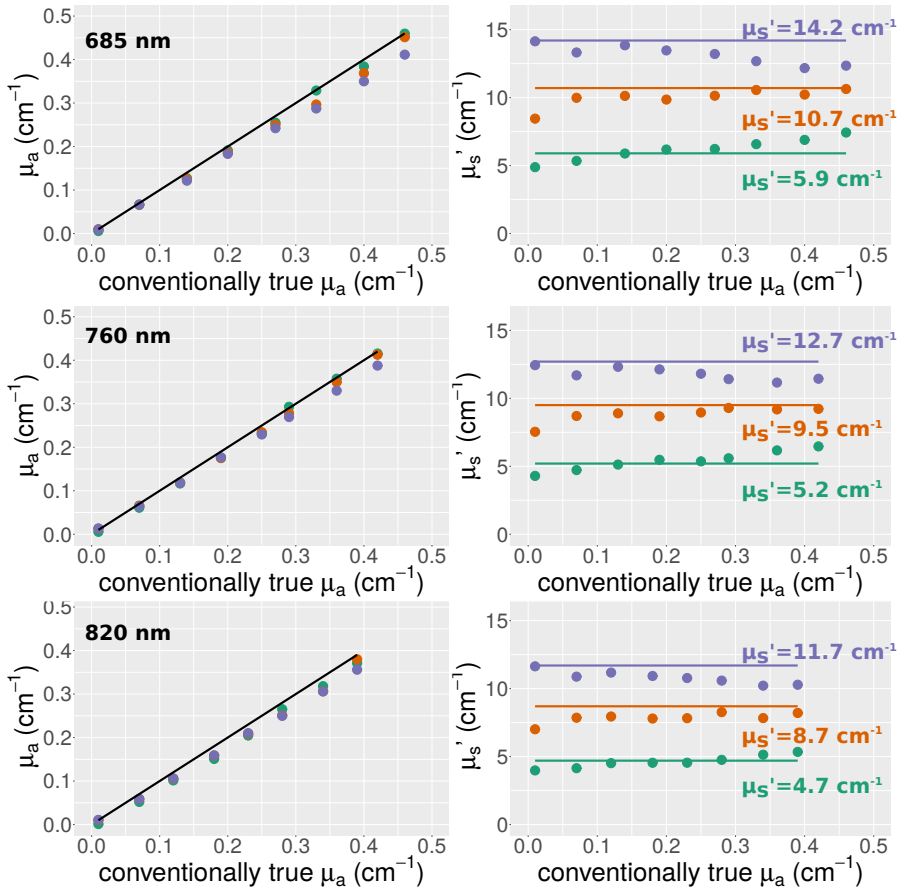 685 nm
0.5
0.4
0.3
0.2
0.1
0.0
μa (cm−1)
0.0 0.1 0.2 0.3 0.4 0.5
conventionally true μa (cm−1)
μs'=14.2 cm-1
μs'=10.7 cm-1
μs'=5.9 cm-1
15
10
5
0
μs’ (cm−1)
0.0 0.1 0.2 0.3 0.4 0.5
conventionally true μa (cm−1)
760 nm
0.5
0.4
0.3
0.2
0.1
0.0
μa (cm−1)
0.0 0.1 0.2 0.3 0.4 0.5
conventionally true μa (cm−1)
μs'=12.7 cm-1
μs'=9.5 cm-1
μs'=5.2 cm-1
15
10
5
0
μs’ (cm−1)
0.0 0.1 0.2 0.3 0.4 0.5
conventionally true μa (cm−1)
820 nm
0.5
0.4
0.3
0.2
0.1
0.0
μa (cm−1)
0.0 0.1 0.2 0.3 0.4 0.5
conventionally true μa (cm−1)
μs'=11.7 cm-1
μs'=8.7 cm-1
μs'=4.7 cm-1
15
10
5
0
μs’ (cm−1)
0.0 0.1 0.2 0.3 0.4 0.5
conventionally true μa (cm−1)